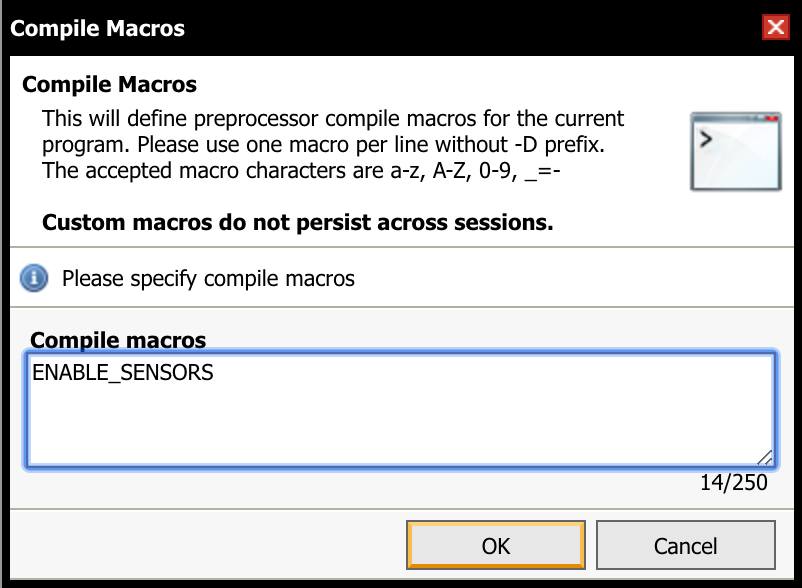 Compile Macros
Compile Macros
This will define preprocessor compile macros for the current
program. Please use one macro per line without -D prefix.
The accepted macro characters are a-z, A-Z, 0-9, _=-
Custom macros do not persist across sessions.
Please specify compile macros
Compile macros
ENABLE_SENSORS
14/250
OK
Cancel